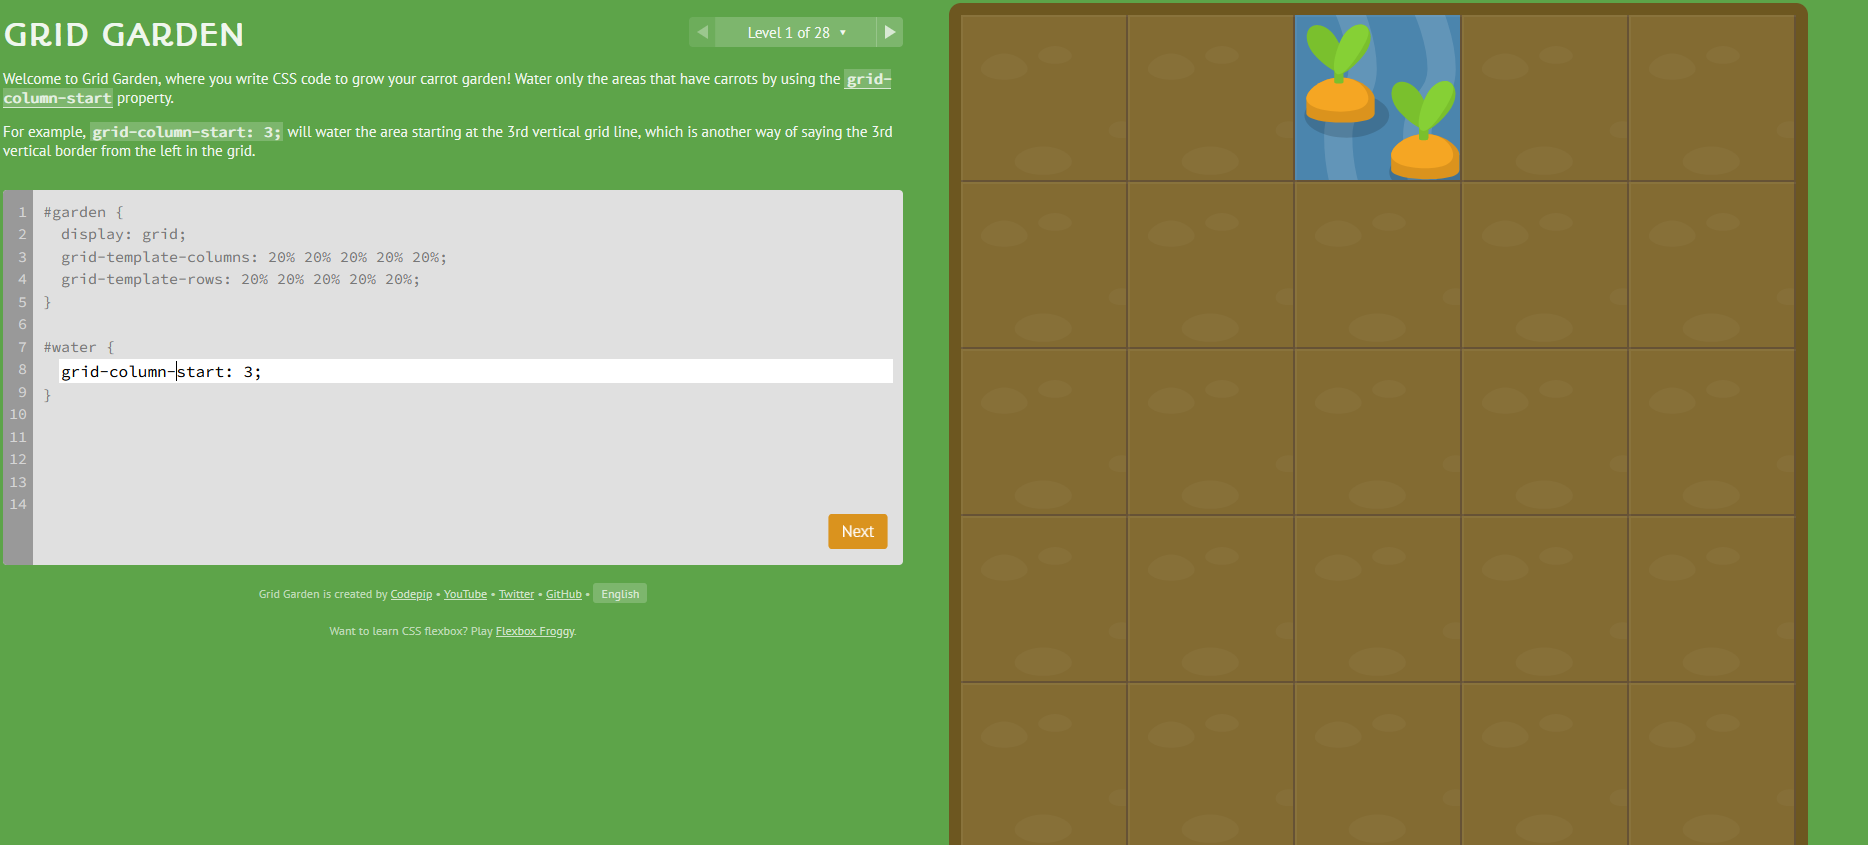 GRID GARDEN
◀ Level 1 of 28 ▾ ▶
Welcome to Grid Garden, where you write CSS code to grow your carrot garden! Water only the areas that have carrots by using the grid-
column-start property.
For example, grid-column-start: 3; will water the area starting at the 3rd vertical grid line, which is another way of saying the 3rd
vertical border from the left in the grid.
1 #garden {
2   display: grid;
3   grid-template-columns: 20% 20% 20% 20% 20%;
4   grid-template-rows: 20% 20% 20% 20% 20%;
5 }
6
7 #water {
8   grid-column-start: 3;
9 }
10
11
12
13
14
Next
Grid Garden is created by Codepip • YouTube • Twitter • GitHub • English
Want to learn CSS flexbox? Play Flexbox Froggy.